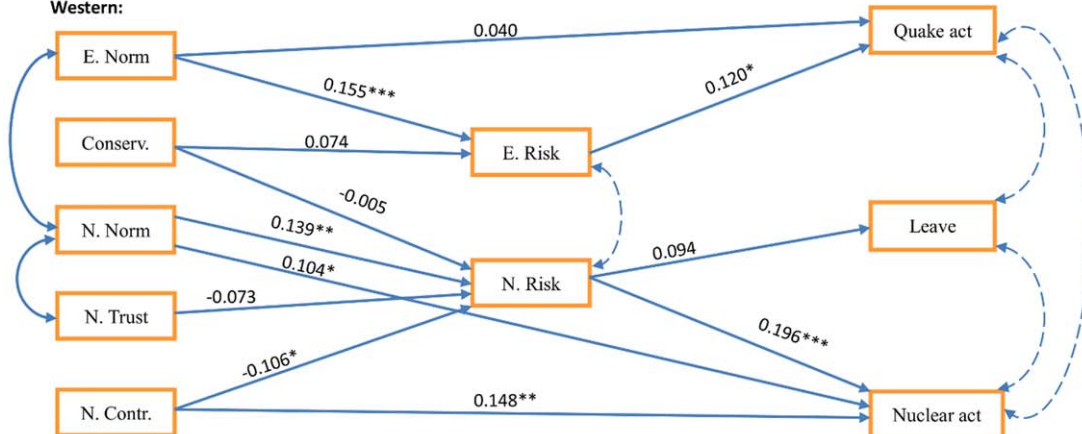 Western:
E. Norm
0.040
Quake act
0.155***
0.120*
Conserv.
0.074
E. Risk
-0.005
N. Norm
0.139**
0.104*
0.094
Leave
N. Risk
N. Trust
-0.073
0.196***
-0.106*
N. Contr.
0.148**
Nuclear act